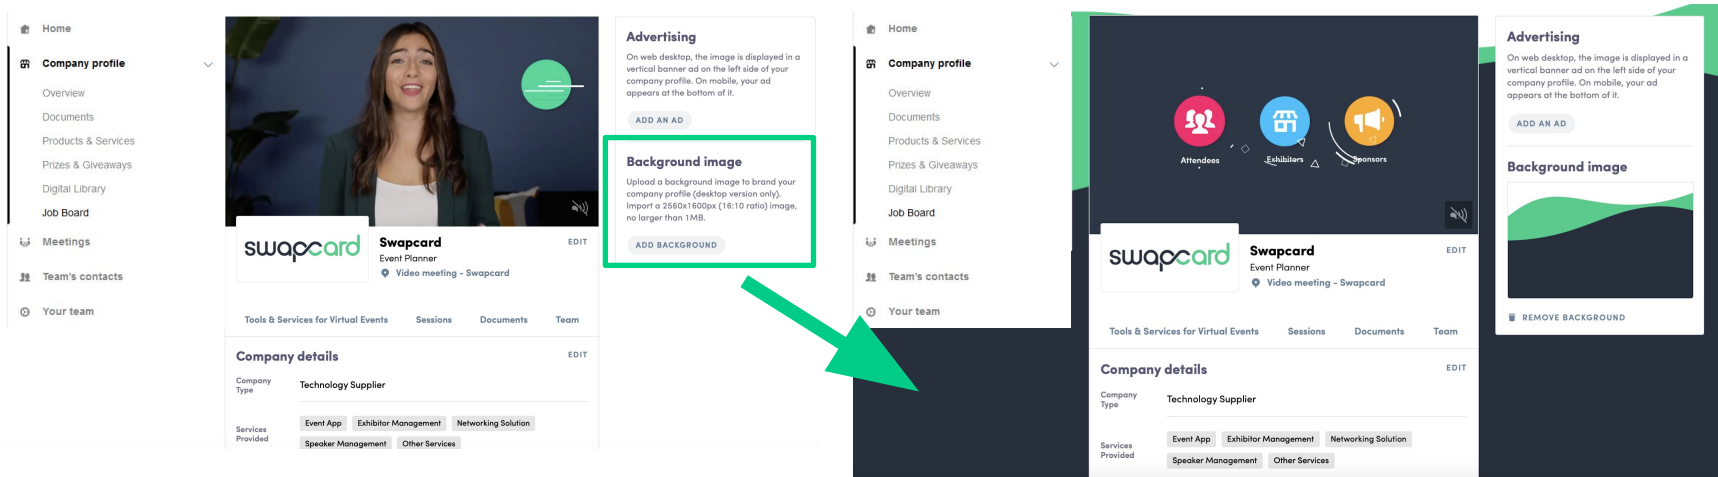 Home
Company profile
Overview
Documents
Products & Services
Prizes & Giveaways
Digital Library
Job Board
Meetings
Team's contacts
Your team
swapcard
Swapcard
EDIT
Event Planner
Video meeting - Swapcard
Tools & Services for Virtual Events Sessions Documents Team
Company details EDIT
Company
Type
Technology Supplier
Services
Provided
Event App Exhibitor Management Networking Solution
Speaker Management Other Services
Advertising
On web desktop, the image is displayed in a
vertical banner ad on the left side of your
company profile. On mobile, your ad
appears at the bottom of it.
ADD AN AD
Background image
Upload a background image to brand your
company profile (desktop version only).
Import a 2560x1600px (16:10 ratio) image,
no larger than 1MB.
ADD BACKGROUND
Home
Company profile
Overview
Documents
Products & Services
Prizes & Giveaways
Digital Library
Job Board
Meetings
Team's contacts
Your team
Attendees Exhibitors Sponsors
swapcard
Swapcard
EDIT
Event Planner
Video meeting - Swapcard
Tools & Services for Virtual Events Sessions Documents Team
Company details EDIT
Company
Type
Technology Supplier
Services
Provided
Event App Exhibitor Management Networking Solution
Speaker Management Other Services
Advertising
On web desktop, the image is displayed in a
vertical banner ad on the left side of your
company profile. On mobile, your ad
appears at the bottom of it.
ADD AN AD
Background image
REMOVE BACKGROUND